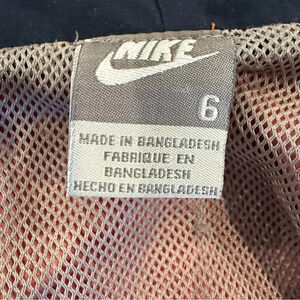 NIKE
6
MADE IN BANGLADESH
FABRIQUE EN
BANGLADESH
HECHO EN BANGLADESH